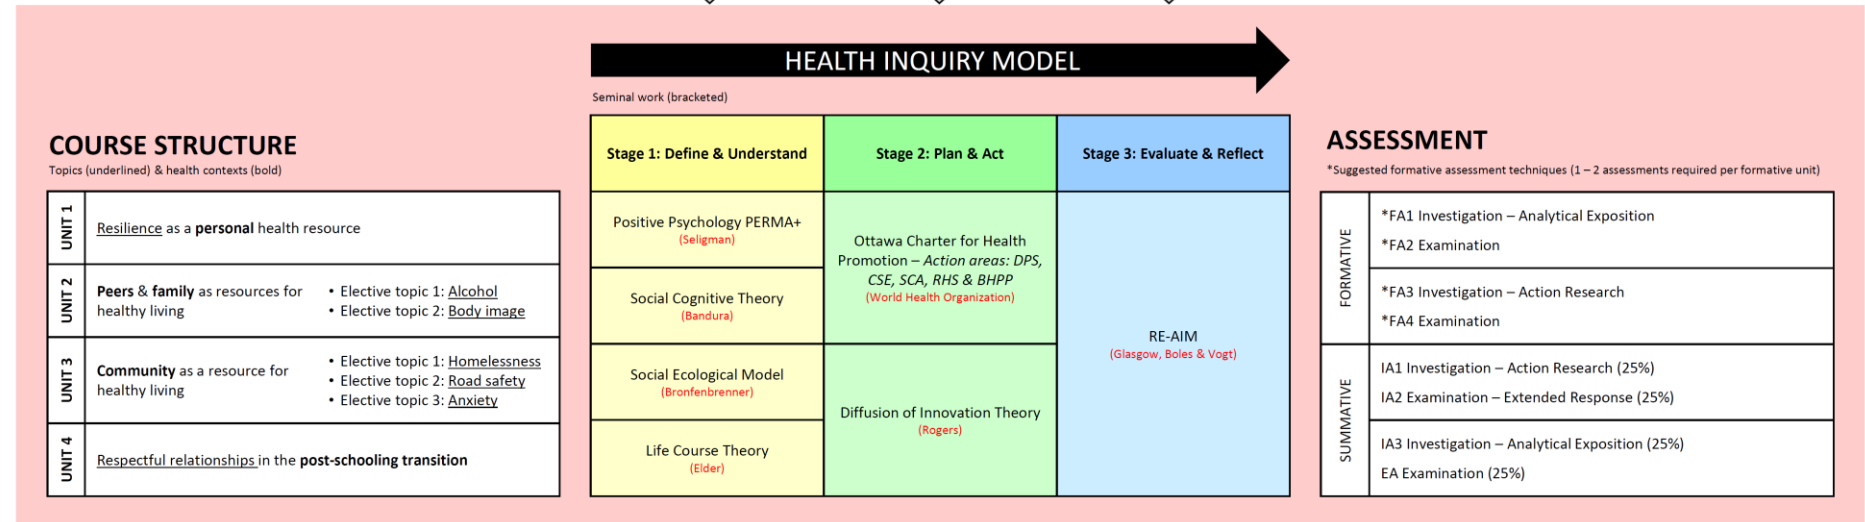 HEALTH INQUIRY MODEL
Seminal work (bracketed)
COURSE STRUCTURE
Topics (underlined) & health contexts (bold)
UNIT 1
Resilience as a personal health resource
UNIT 2
Peers & family as resources for
healthy living
• Elective topic 1: Alcohol
• Elective topic 2: Body image
UNIT 3
Community as a resource for
healthy living
• Elective topic 1: Homelessness
• Elective topic 2: Road safety
• Elective topic 3: Anxiety
UNIT 4
Respectful relationships in the post-schooling transition
Stage 1: Define & Understand
Positive Psychology PERMA+
(Seligman)
Social Cognitive Theory
(Bandura)
Social Ecological Model
(Bronfenbrenner)
Life Course Theory
(Elder)
Stage 2: Plan & Act
Ottawa Charter for Health
Promotion – Action areas: DPS,
CSE, SCA, RHS & BHPP
(World Health Organization)
Diffusion of Innovation Theory
(Rogers)
Stage 3: Evaluate & Reflect
RE-AIM
(Glasgow, Boles & Vogt)
ASSESSMENT
*Suggested formative assessment techniques (1 – 2 assessments required per formative unit)
FORMATIVE
*FA1 Investigation – Analytical Exposition
*FA2 Examination
*FA3 Investigation – Action Research
*FA4 Examination
SUMMATIVE
IA1 Investigation – Action Research (25%)
IA2 Examination – Extended Response (25%)
IA3 Investigation – Analytical Exposition (25%)
EA Examination (25%)